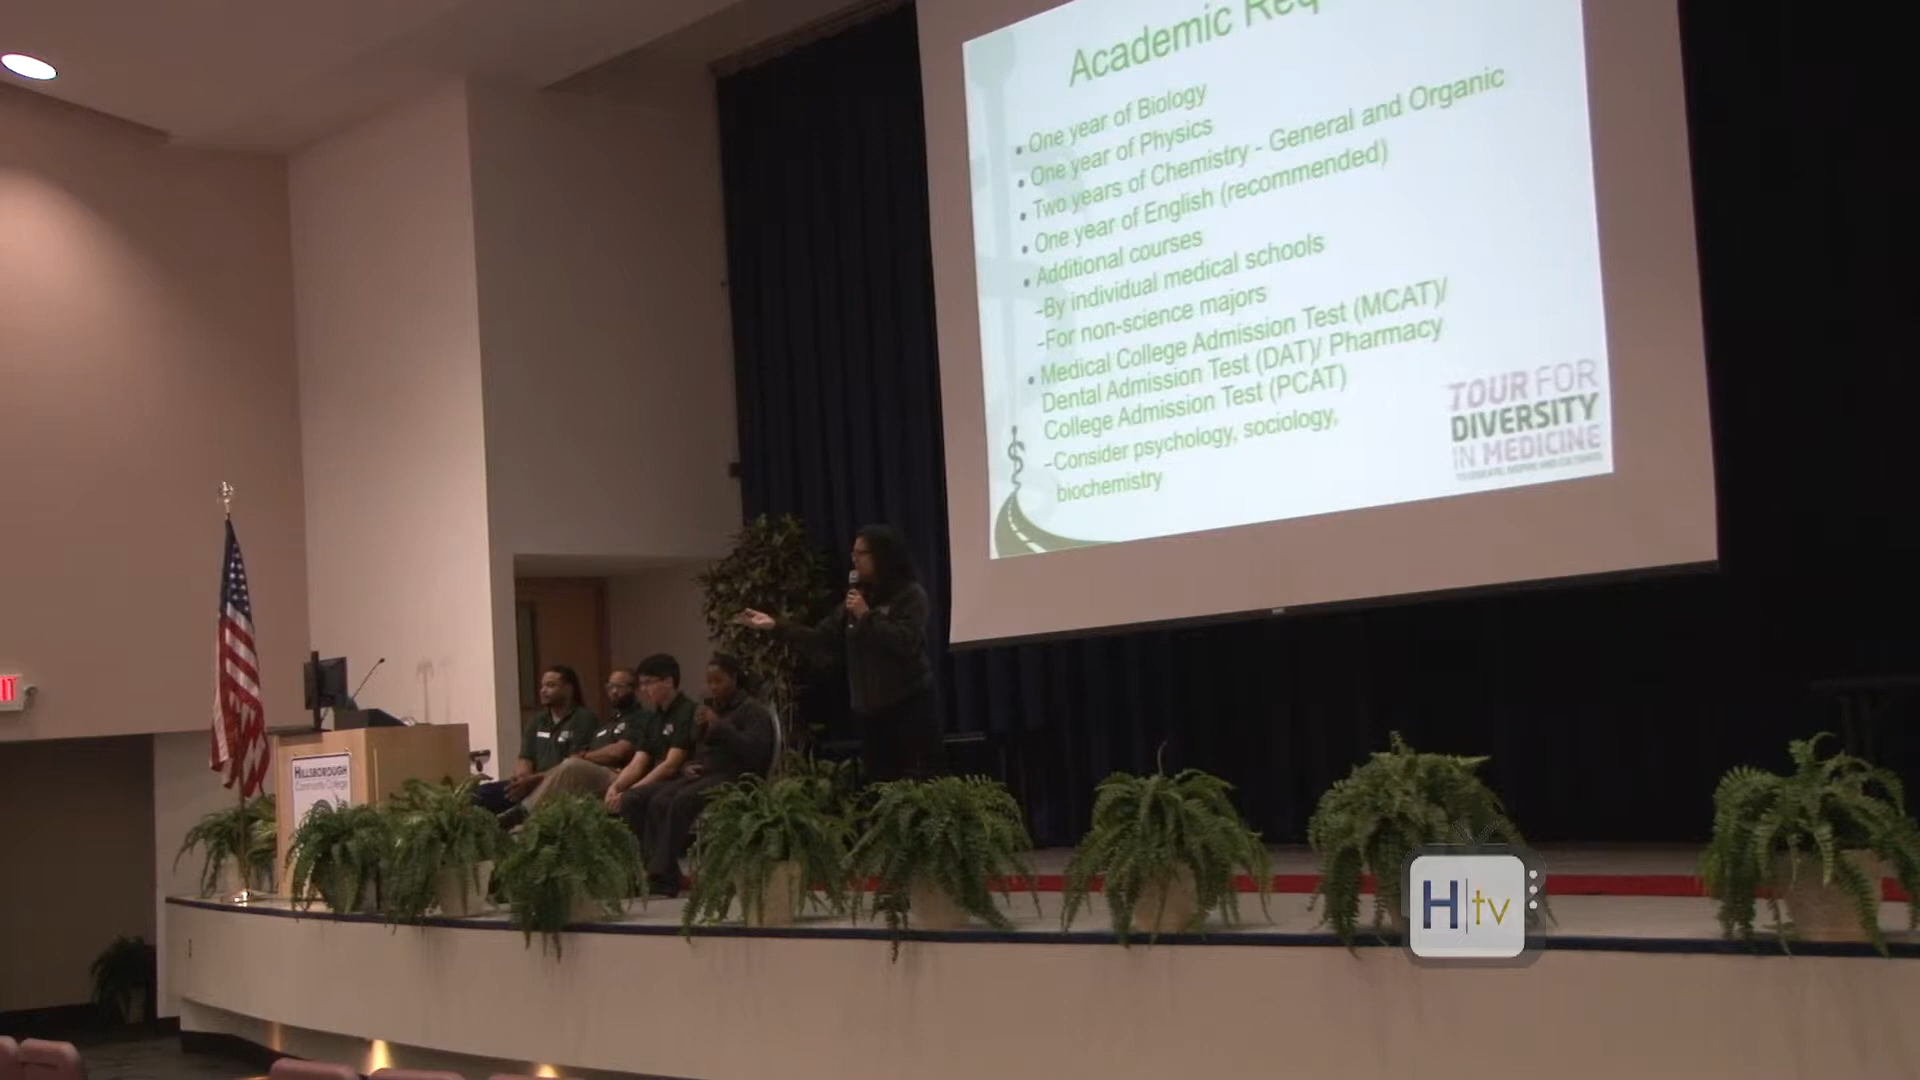 Academic Req
• One year of Biology
• One year of Physics
• Two years of Chemistry - General and Organic
• One year of English (recommended)
• Additional courses
-By individual medical schools
-For non-science majors
• Medical College Admission Test (MCAT)/
Dental Admission Test (DAT)/ Pharmacy
College Admission Test (PCAT)
-Consider psychology, sociology,
biochemistry
TOUR FOR
DIVERSITY
IN MEDICINE
IT
HILLSBOROUGH
Community College
H|tv